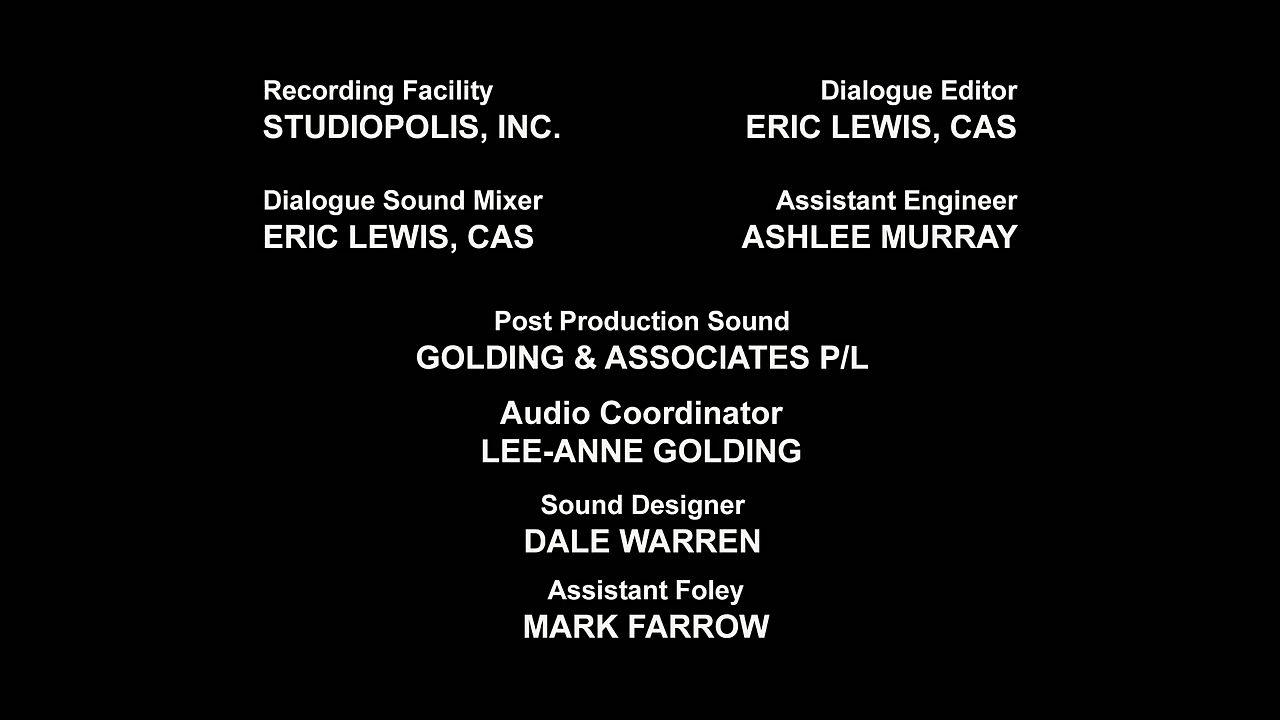 Recording Facility
STUDIOPOLIS, INC.
Dialogue Editor
ERIC LEWIS, CAS
Dialogue Sound Mixer
ERIC LEWIS, CAS
Assistant Engineer
ASHLEE MURRAY
Post Production Sound
GOLDING & ASSOCIATES P/L
Audio Coordinator
LEE-ANNE GOLDING
Sound Designer
DALE WARREN
Assistant Foley
MARK FARROW